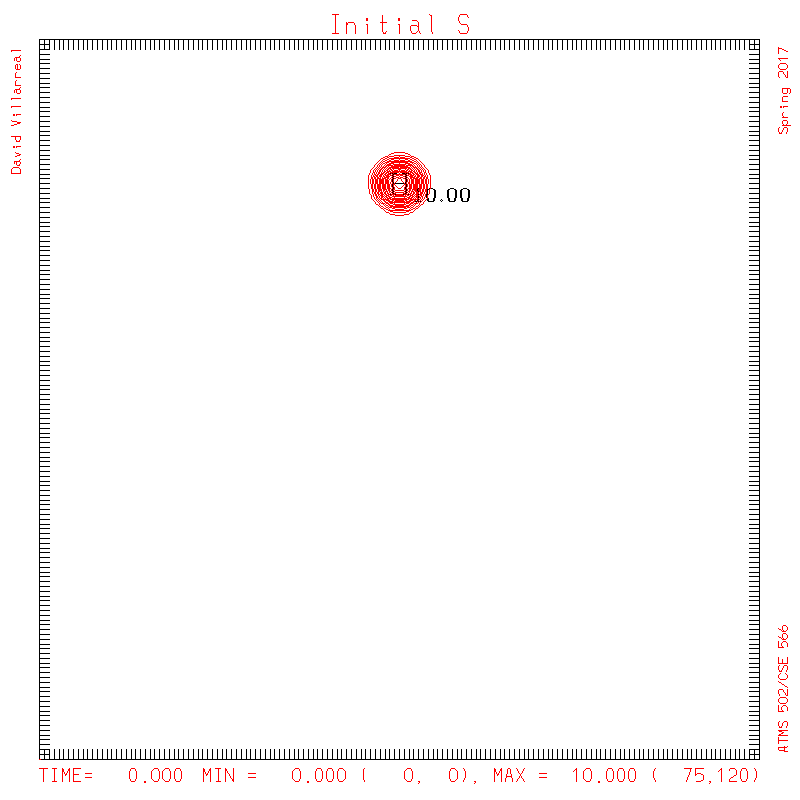 Initial S
David Villarreal
Spring 2017
H
10.00
ATMS 502/CSE 566
TIME= 0.000 MIN = 0.000 ( 0, 0), MAX = 10.000 ( 75,120)